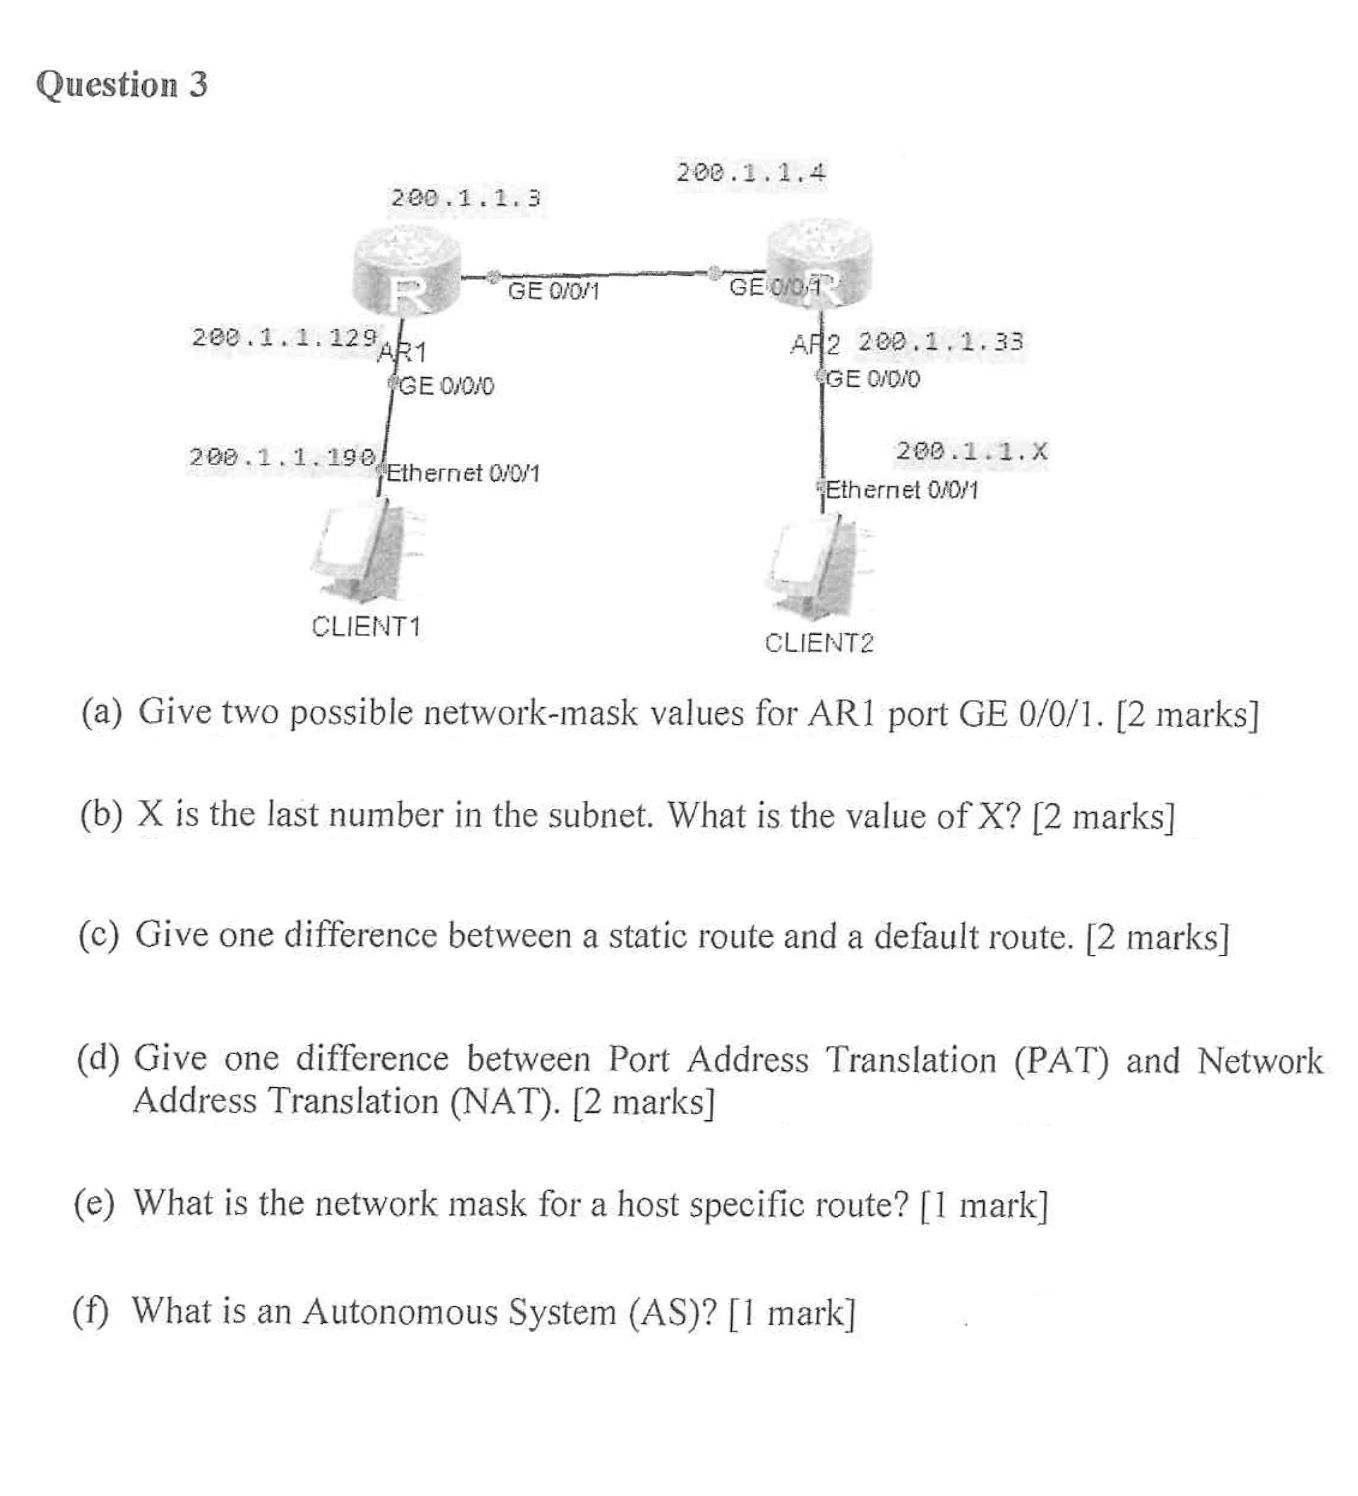 Question 3
200.1.1.4
200.1.1.3
GE 0/0/1
GE 0/0/1
200.1.1.129
AR1
AR2
200.1.1.33
GE 0/0/0
GE 0/0/0
200.1.1.190
Ethernet 0/0/1
200.1.1.X
Ethernet 0/0/1
CLIENT1
CLIENT2
(a) Give two possible network-mask values for AR1 port GE 0/0/1. [2 marks]
(b) X is the last number in the subnet. What is the value of X? [2 marks]
(c) Give one difference between a static route and a default route. [2 marks]
(d) Give one difference between Port Address Translation (PAT) and Network
Address Translation (NAT). [2 marks]
(e) What is the network mask for a host specific route? [1 mark]
(f) What is an Autonomous System (AS)? [1 mark]